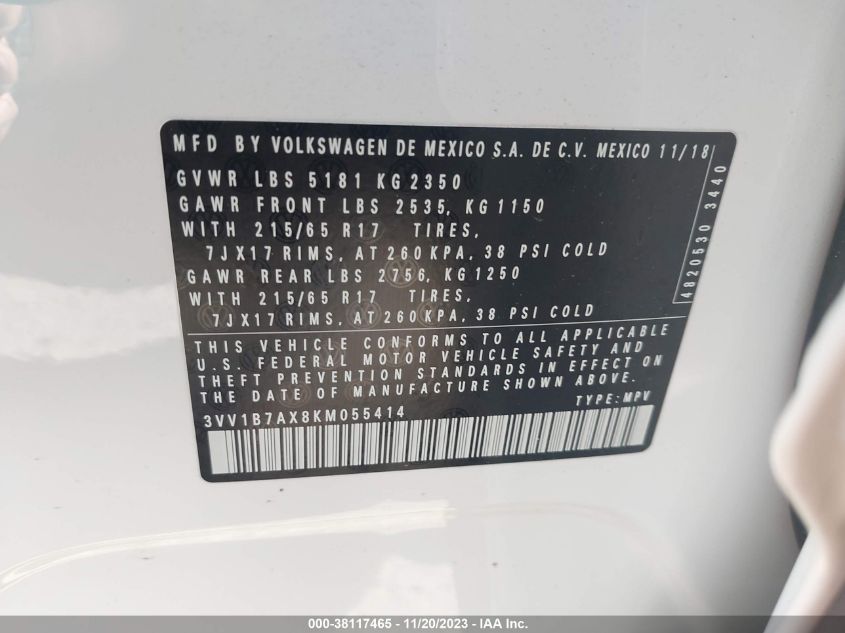 MFD BY VOLKSWAGEN DE MEXICO S.A. DE C.V. MEXICO 11/18
GVWR LBS 5181 KG 2350
GAWR FRONT LBS 2535, KG 1150
WITH 215/65 R17 TIRES,
7JX17 RIMS, AT 260 KPA, 38 PSI COLD
GAWR REAR LBS 2756, KG 1250
WITH 215/65 R17 TIRES,
7JX17 RIMS, AT 260 KPA, 38 PSI COLD
4820530 3440
THIS VEHICLE CONFORMS TO ALL APPLICABLE
U.S. FEDERAL MOTOR VEHICLE SAFETY AND
THEFT PREVENTION STANDARDS IN EFFECT ON
THE DATE OF MANUFACTURE SHOWN ABOVE.
TYPE: MPV
3VV1B7AX8KM055414
000-38117465 - 11/20/2023 - IAA Inc.